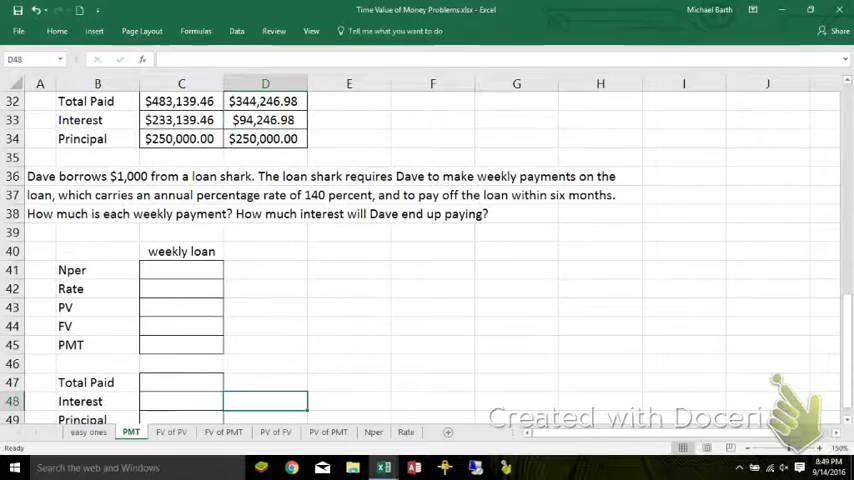 Time Value of Money Problems.xlsx - Excel
Michael Barth
File Home Insert Page Layout Formulas Data Review View Tell me what you want to do Share
D48 fx
A B C D E F G H I J
32 Total Paid $483,139.46 $344,246.98
33 Interest $233,139.46 $94,246.98
34 Principal $250,000.00 $250,000.00
35
36 Dave borrows $1,000 from a loan shark. The loan shark requires Dave to make weekly payments on the
37 loan, which carries an annual percentage rate of 140 percent, and to pay off the loan within six months.
38 How much is each weekly payment? How much interest will Dave end up paying?
39
40 weekly loan
41 Nper
42 Rate
43 PV
44 FV
45 PMT
46
47 Total Paid
48 Interest
49 Principal
Created with Doceri
easy ones PMT FV of PV FV of PMT PV of FV PV of PMT Nper Rate
Ready 150%
Search the web and Windows
8:49 PM
9/14/2016